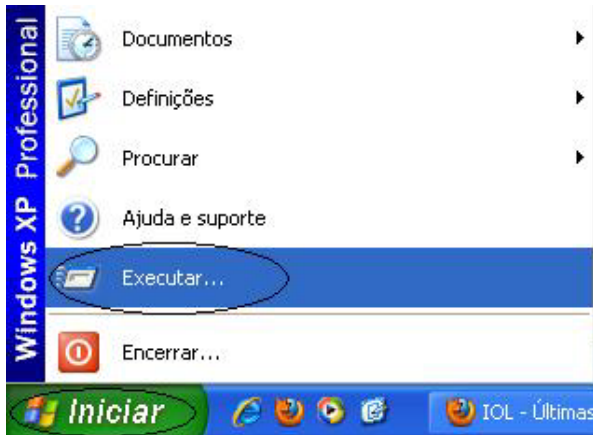 Windows XP Professional
Documentos
Definições
Procurar
Ajuda e suporte
Executar...
Encerrar...
Iniciar
IOL - Últimas